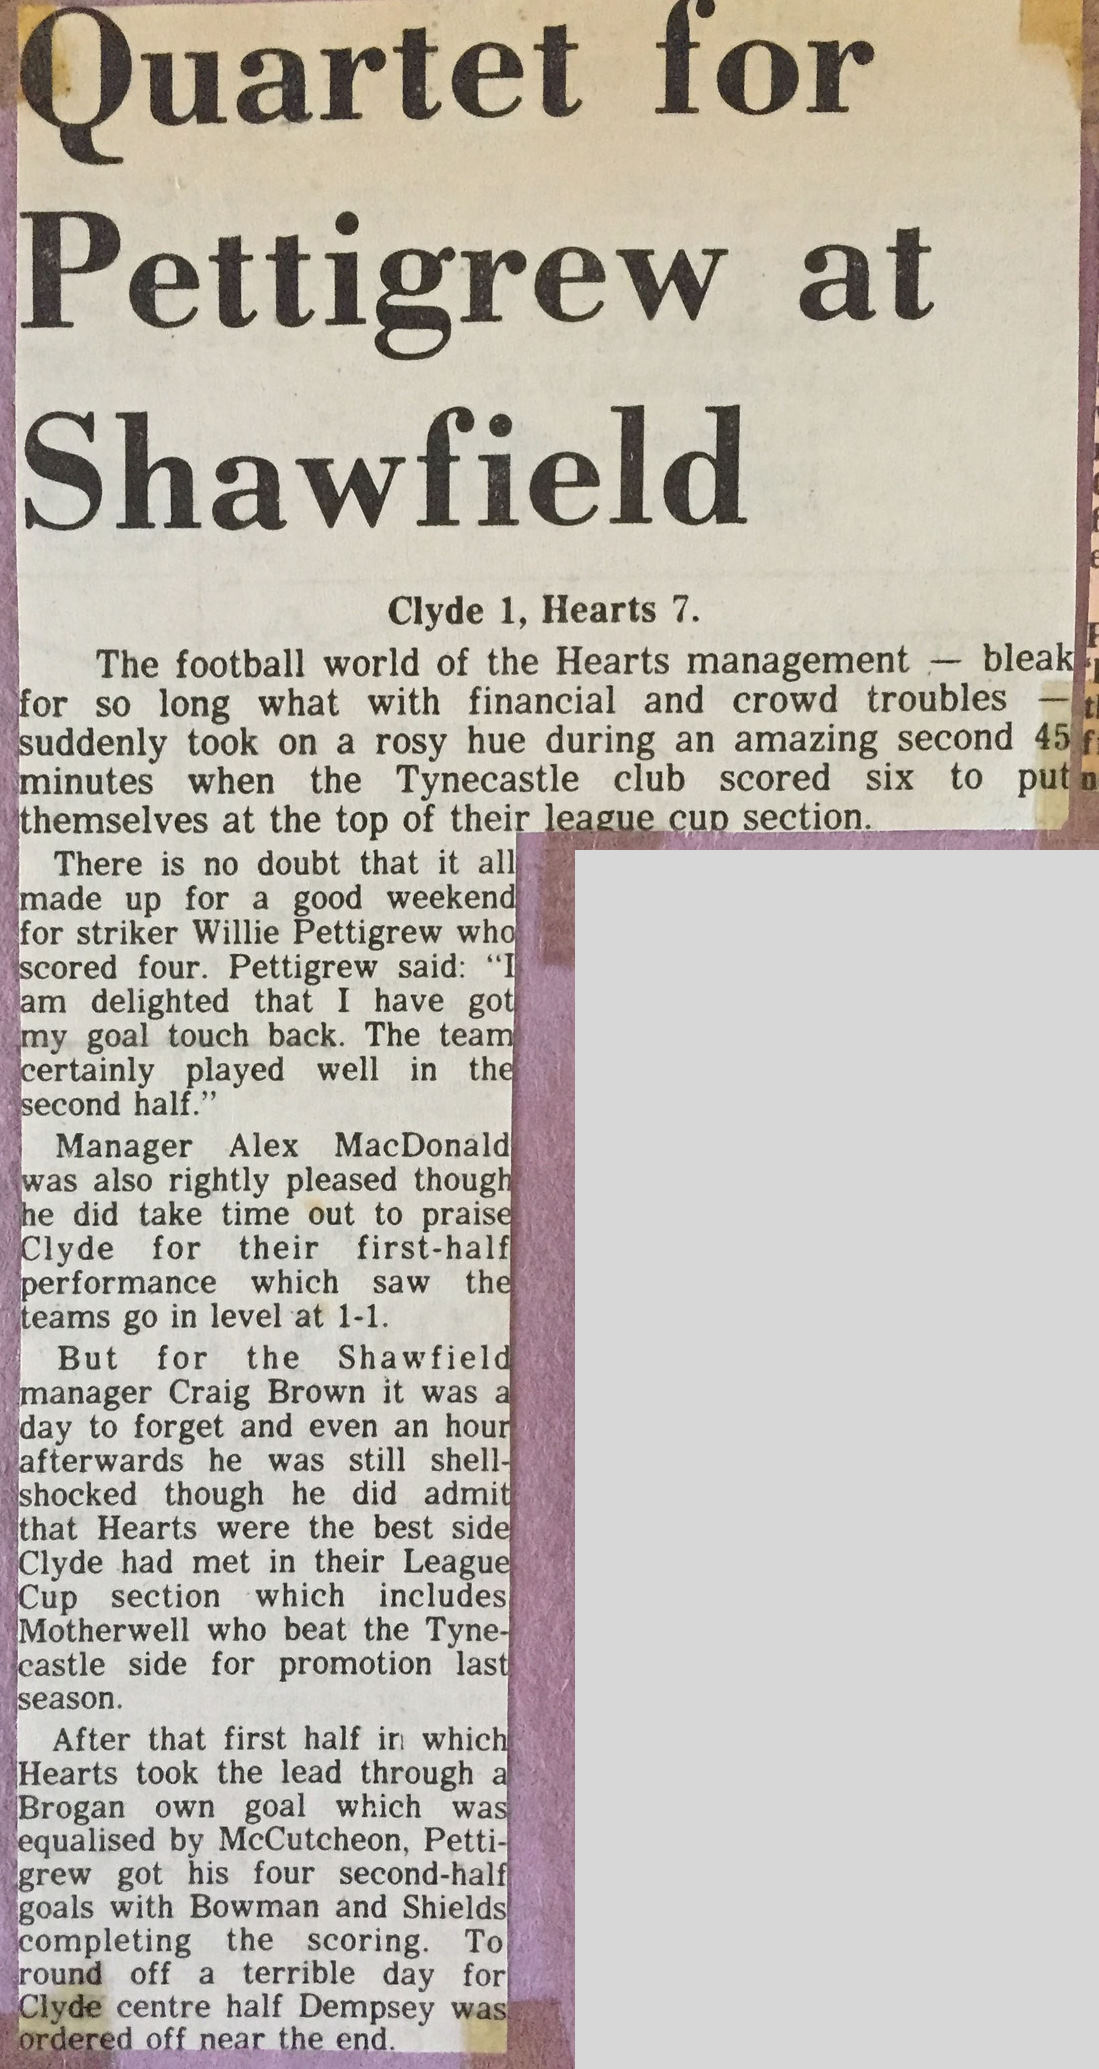 Quartet for
Pettigrew at
Shawfield
Clyde 1, Hearts 7.
The football world of the Hearts management — bleak
for so long what with financial and crowd troubles —
suddenly took on a rosy hue during an amazing second 45
minutes when the Tynecastle club scored six to put
themselves at the top of their league cup section.
There is no doubt that it all
made up for a good weekend
for striker Willie Pettigrew who
scored four. Pettigrew said: “I
am delighted that I have got
my goal touch back. The team
certainly played well in the
second half.”
Manager Alex MacDonald
was also rightly pleased though
he did take time out to praise
Clyde for their first-half
performance which saw the
teams go in level at 1-1.
But for the Shawfield
manager Craig Brown it was a
day to forget and even an hour
afterwards he was still shell-
shocked though he did admit
that Hearts were the best side
Clyde had met in their League
Cup section which includes
Motherwell who beat the Tyne-
castle side for promotion last
season.
After that first half in which
Hearts took the lead through a
Brogan own goal which was
equalised by McCutcheon, Petti-
grew got his four second-half
goals with Bowman and Shields
completing the scoring. To
round off a terrible day for
Clyde centre half Dempsey was
ordered off near the end.